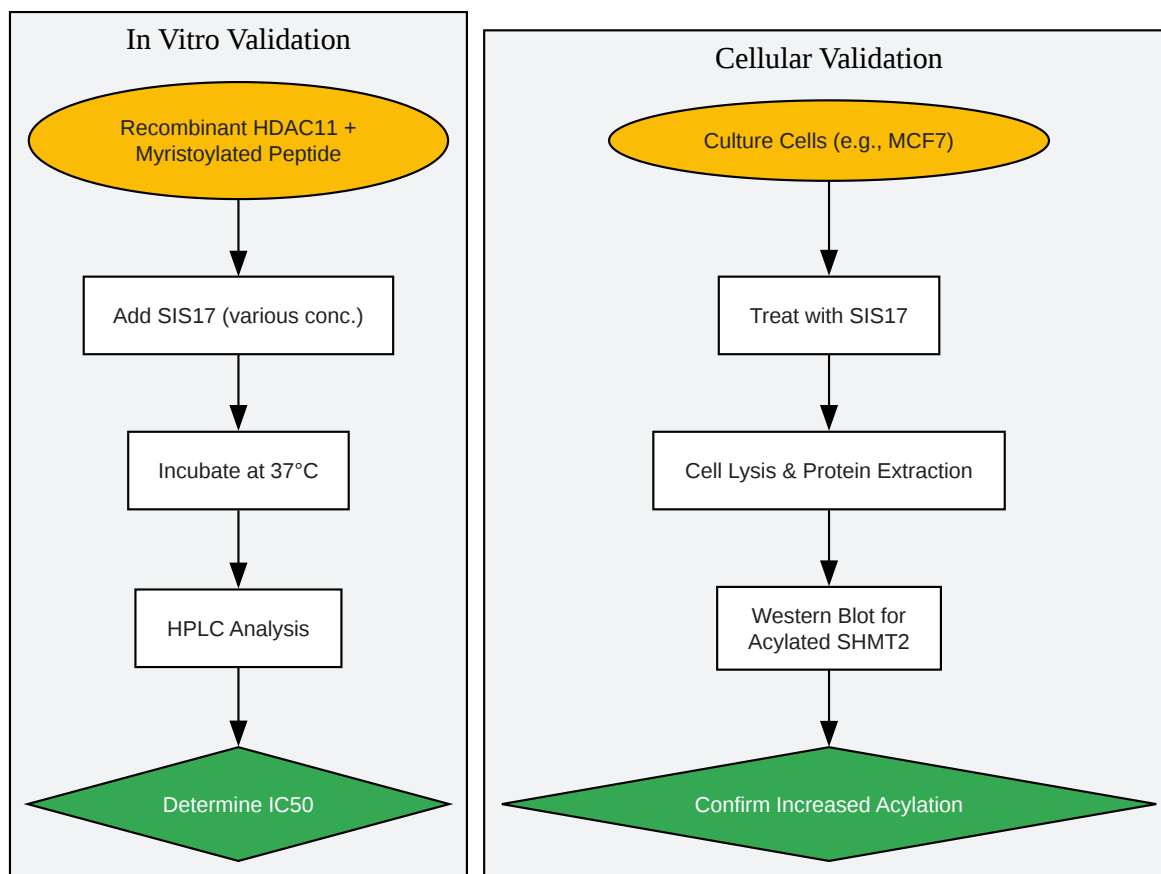 In Vitro Validation
Recombinant HDAC11 +
Myristoylated Peptide
Add SIS17 (various conc.)
Incubate at 37°C
HPLC Analysis
Determine IC50
Cellular Validation
Culture Cells (e.g., MCF7)
Treat with SIS17
Cell Lysis & Protein Extraction
Western Blot for
Acylated SHMT2
Confirm Increased Acylation